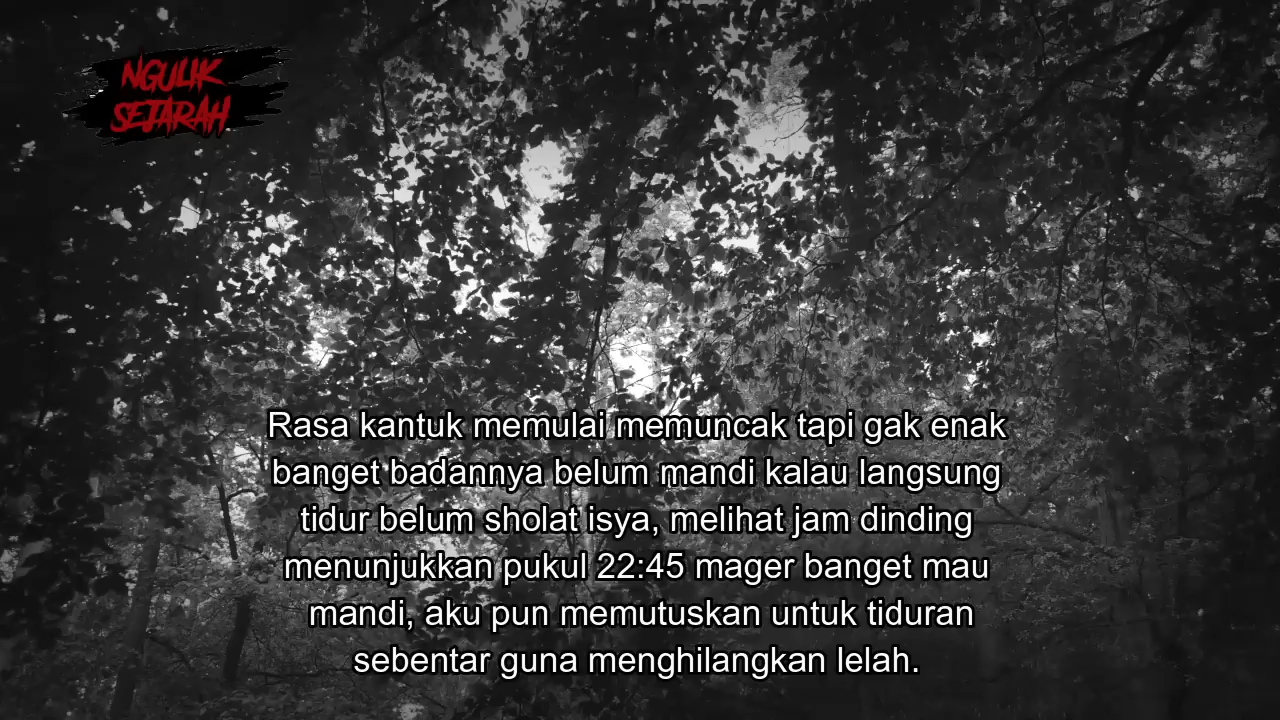 NGULIK
SEJARAH
Rasa kantuk memulai memuncak tapi gak enak
banget badannya belum mandi kalau langsung
tidur belum sholat isya, melihat jam dinding
menunjukkan pukul 22:45 mager banget mau
mandi, aku pun memutuskan untuk tiduran
sebentar guna menghilangkan lelah.